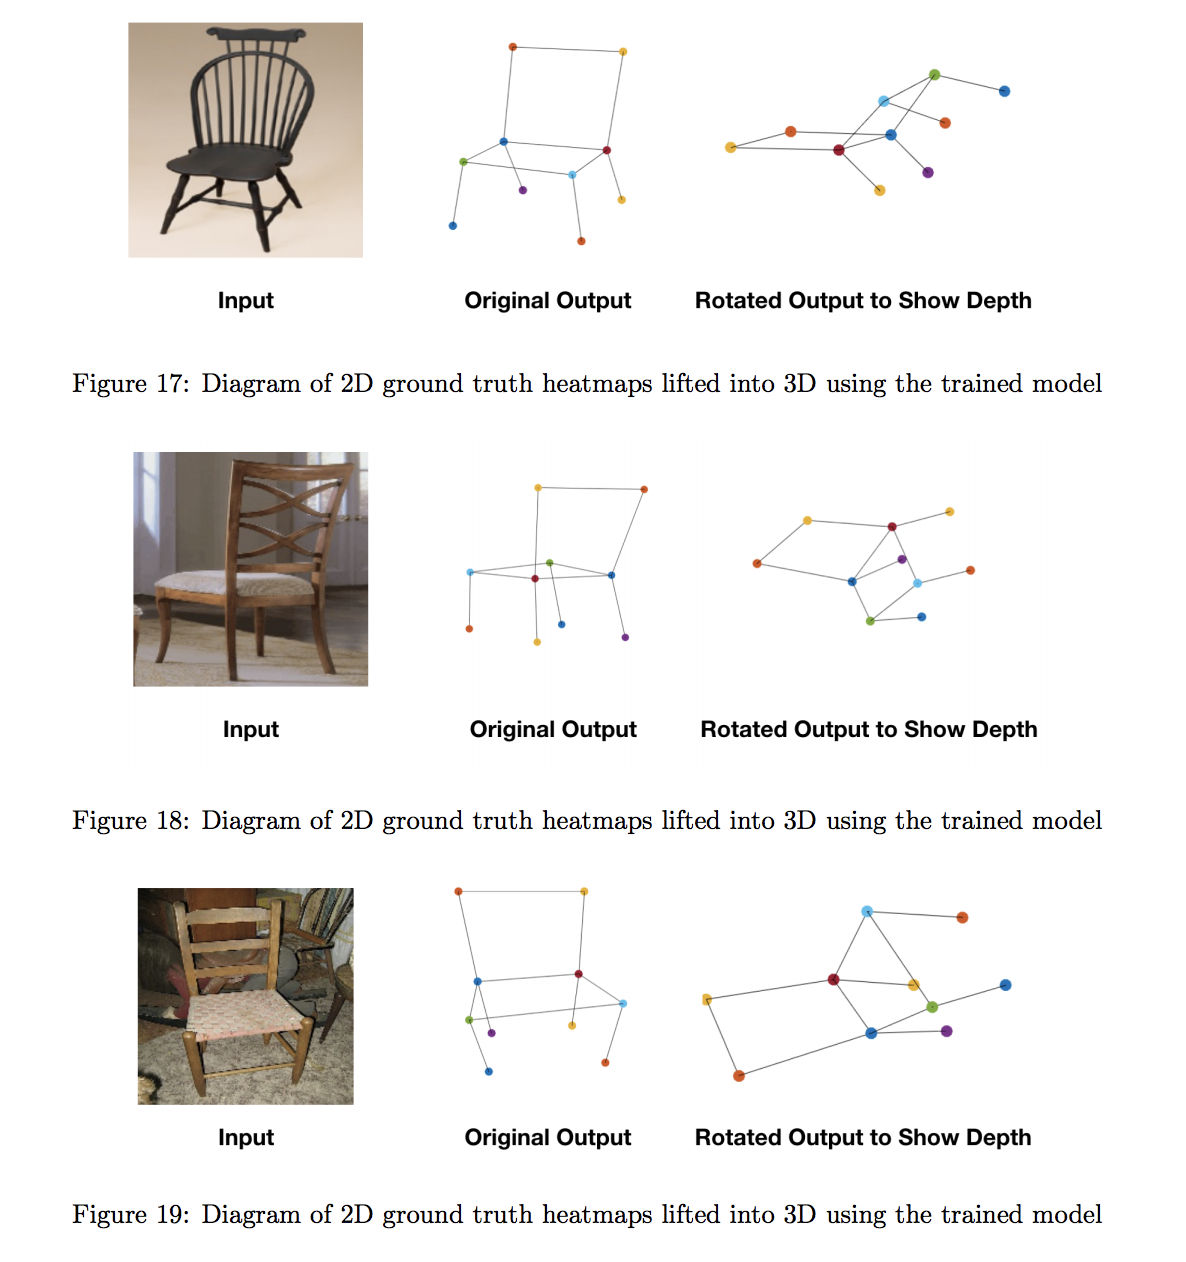 Input
Original Output
Rotated Output to Show Depth
Figure 17: Diagram of 2D ground truth heatmaps lifted into 3D using the trained model
Input
Original Output
Rotated Output to Show Depth
Figure 18: Diagram of 2D ground truth heatmaps lifted into 3D using the trained model
Input
Original Output
Rotated Output to Show Depth
Figure 19: Diagram of 2D ground truth heatmaps lifted into 3D using the trained model